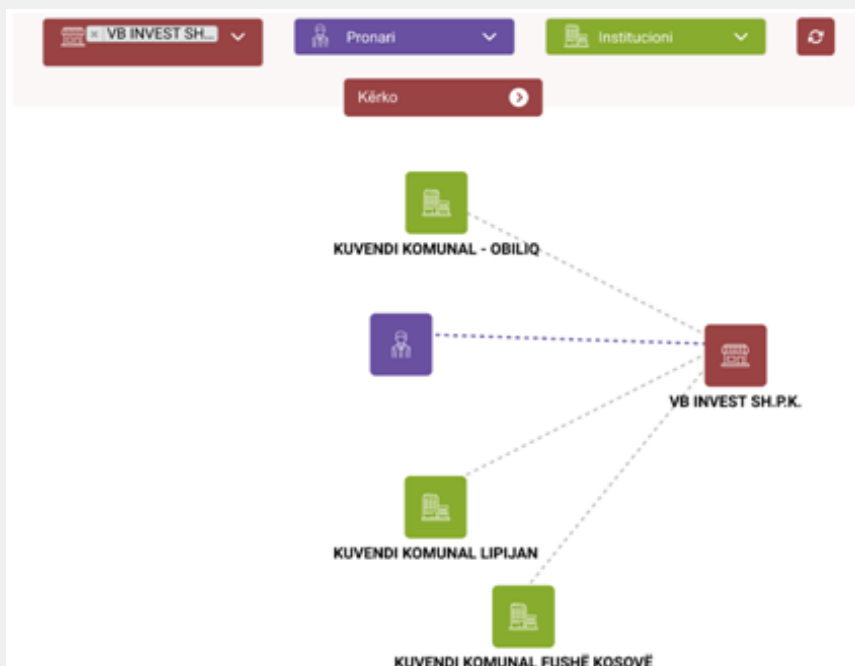 × VB INVEST SH...
Pronari
Institucioni
Kërko
KUVENDI KOMUNAL - OBILIQ
VB INVEST SH.P.K.
KUVENDI KOMUNAL LIPIJAN
KUVENDI KOMUNAL FUSHË KOSOVË